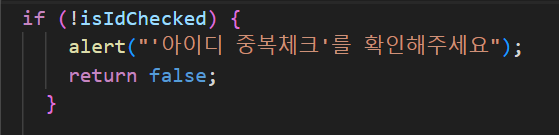 if (!isIdChecked) {
alert("'아이디 중복체크'를 확인해주세요");
return false;
}